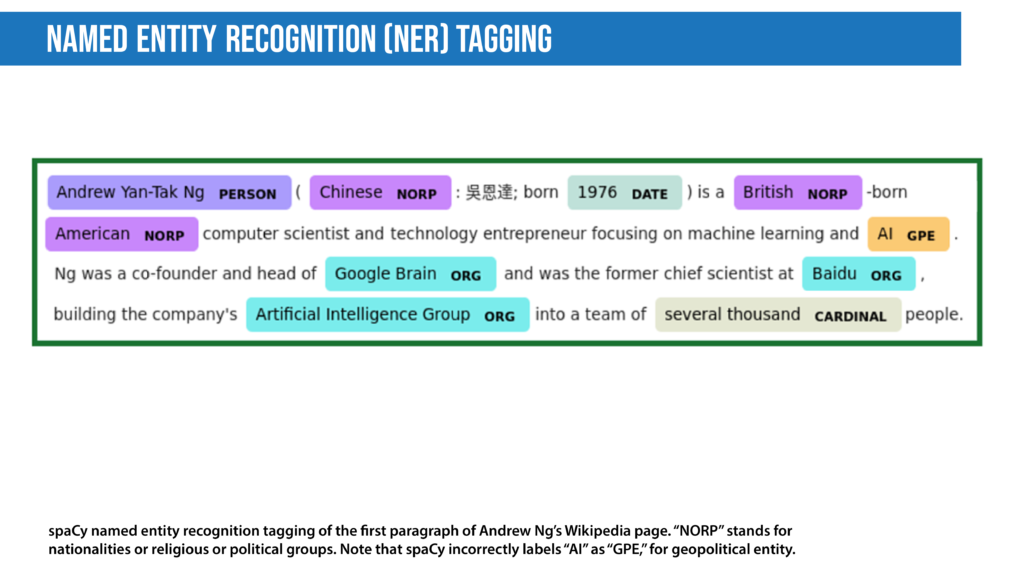 NAMED ENTITY RECOGNITION (NER) TAGGING
Andrew Yan-Tak Ng PERSON ( Chinese NORP : 吳恩達; born 1976 DATE ) is a British NORP -born
American NORP computer scientist and technology entrepreneur focusing on machine learning and AI GPE .
Ng was a co-founder and head of Google Brain ORG and was the former chief scientist at Baidu ORG ,
building the company's Artificial Intelligence Group ORG into a team of several thousand CARDINAL people.
spaCy named entity recognition tagging of the first paragraph of Andrew Ng’s Wikipedia page. “NORP” stands for
nationalities or religious or political groups. Note that spaCy incorrectly labels “AI” as “GPE,” for geopolitical entity.